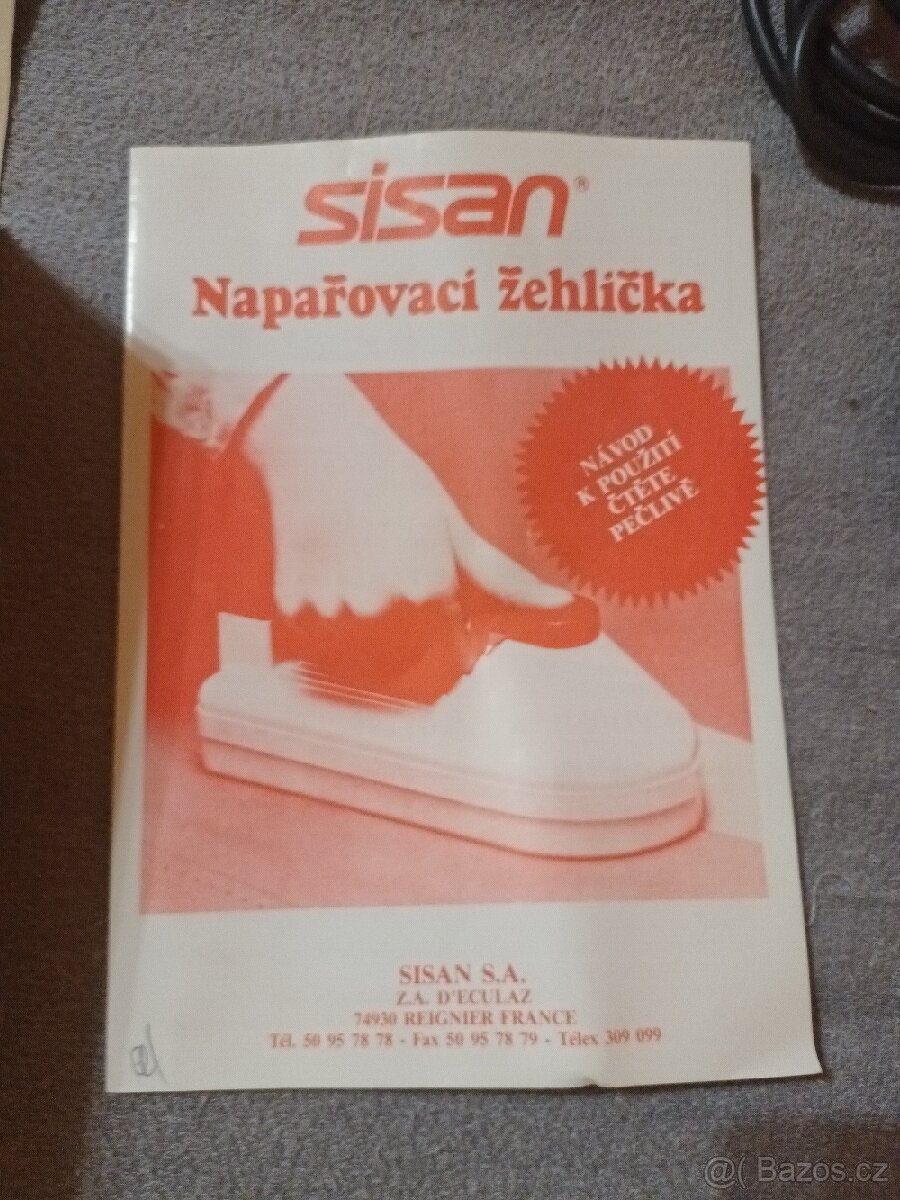 sisan®
Napařovací žehlíčka
NÁVOD
K POUŽITÍ
ČTĚTE
PEČLIVĚ
SISAN S.A.
Z.A. D'ECULAZ
74930 REIGNIER FRANCE
Tél. 50 95 78 78 - Fax 50 95 78 79 - Télex 309 099
@( Bazos.cz